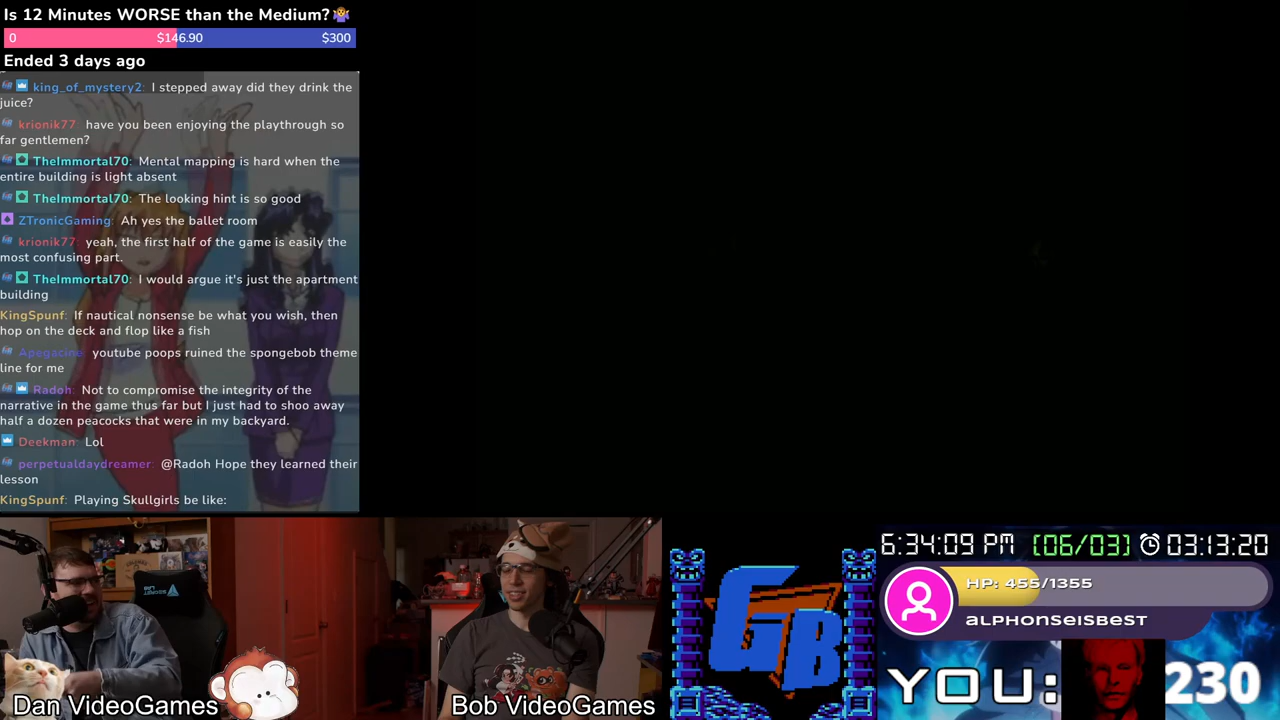 Is 12 Minutes WORSE than the Medium?🤷‍♀️
0 $146.90 $300
Ended 3 days ago
king_of_mystery2: I stepped away did they drink the
juice?
krionik77: have you been enjoying the playthrough so
far gentlemen?
TheImmortal70: Mental mapping is hard when the
entire building is light absent
TheImmortal70: The looking hint is so good
ZTronicGaming: Ah yes the ballet room
krionik77: yeah, the first half of the game is easily the
most confusing part.
TheImmortal70: I would argue it's just the apartment
building
KingSpunf: If nautical nonsense be what you wish, then
hop on the deck and flop like a fish
Apegacine: youtube poops ruined the spongebob theme
line for me
Radoh: Not to compromise the integrity of the
narrative in the game thus far but I just had to shoo away
half a dozen peacocks that were in my backyard.
Deekman: Lol
perpetualdaydreamer: @Radoh Hope they learned their
lesson
KingSpunf: Playing Skullgirls be like:
Dan VideoGames
Bob VideoGames
GB
6:34:09 PM [06/03] 03:13:20
HP: 455/1355
alphonseisbest
YOU: 230